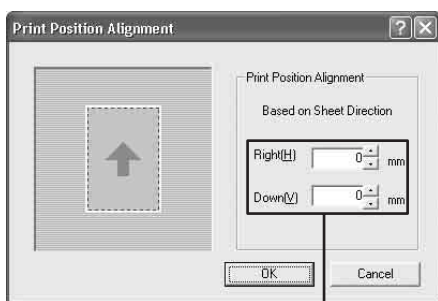 Print Position Alignment
Print Position Alignment
Based on Sheet Direction
Right(H) 0 mm
Down(V) 0 mm
OK Cancel